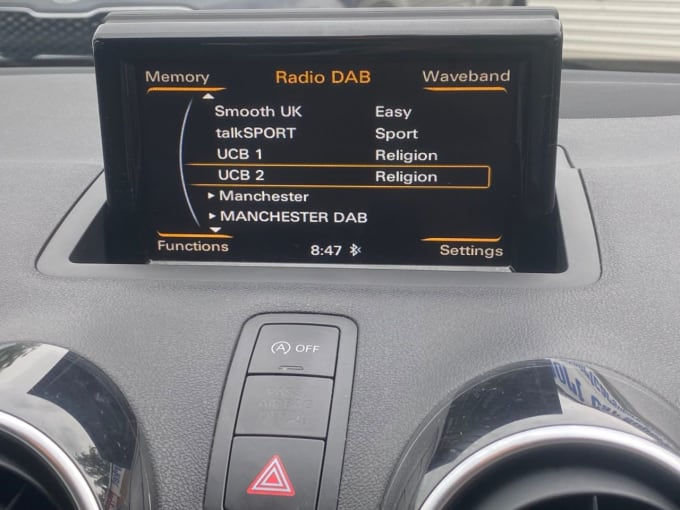 Memory Radio DAB Waveband
Smooth UK Easy
talkSPORT Sport
UCB 1 Religion
UCB 2 Religion
▸ Manchester
▸ MANCHESTER DAB
Functions 8:47 Settings
A OFF